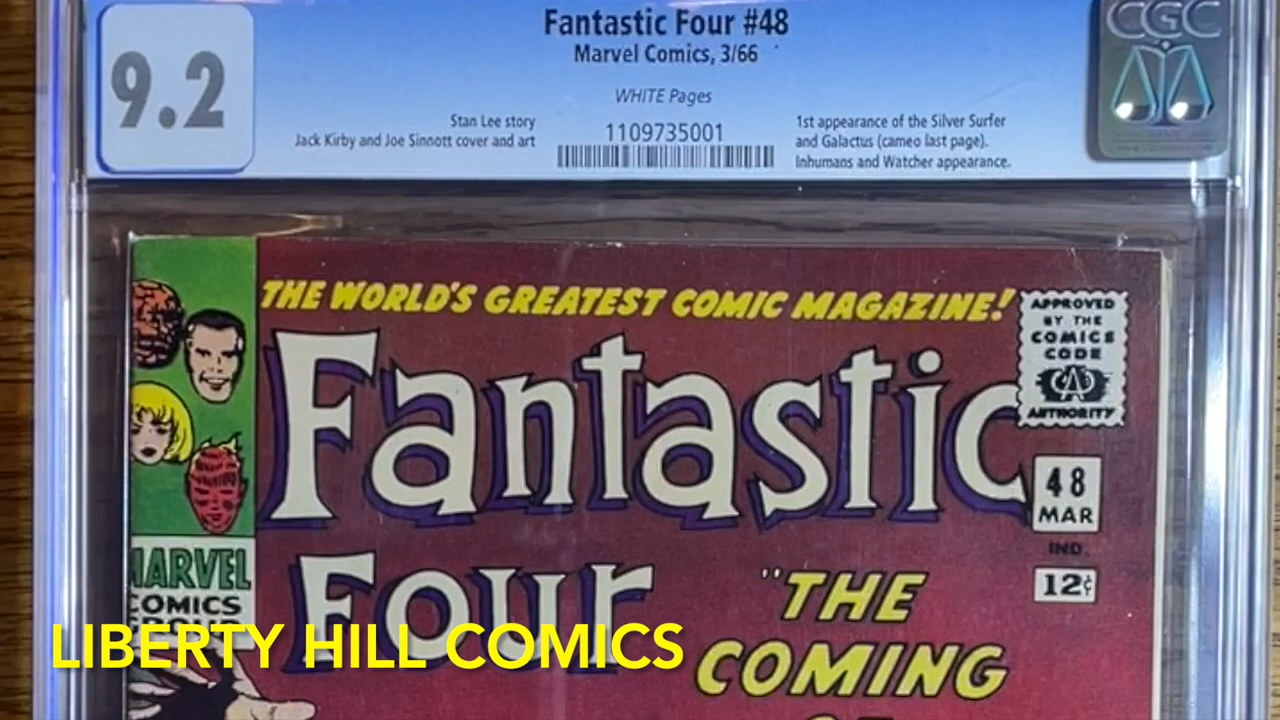 Fantastic Four #48
Marvel Comics, 3/66
CGC
9.2
WHITE Pages
Stan Lee story
Jack Kirby and Joe Sinnott cover and art
1109735001
1st appearance of the Silver Surfer
and Galactus (cameo last page).
Inhumans and Watcher appearance.
THE WORLD'S GREATEST COMIC MAGAZINE!
APPROVED
BY THE
COMICS
CODE
CA
AUTHORITY
Fantastic
Four
48
MAR
IND.
12¢
MARVEL
COMICS
GROUP
"THE
COMING
OF
LIBERTY HILL COMICS